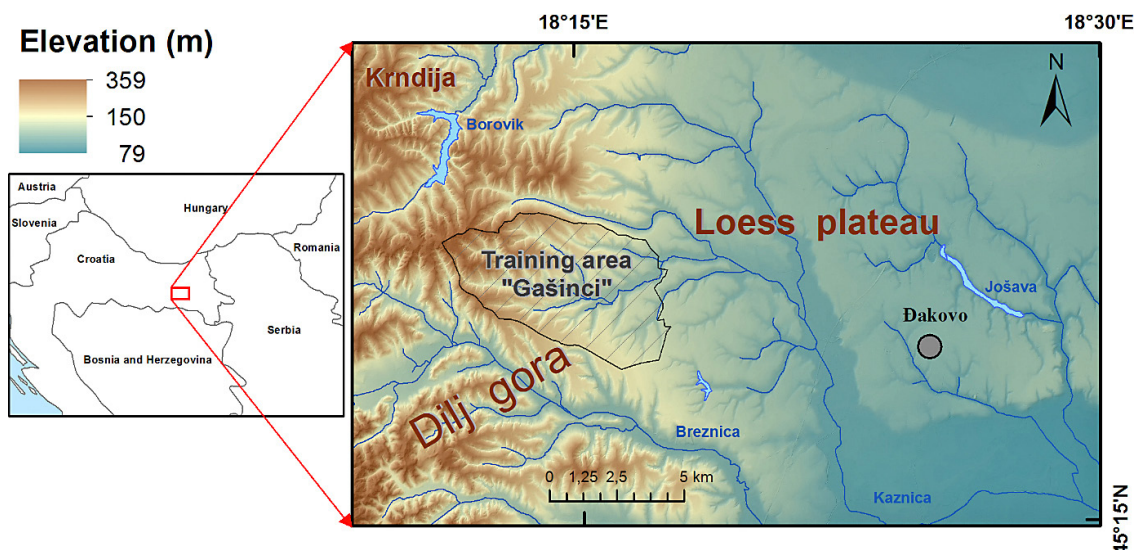 Elevation (m)
359
150
79
Austria
Hungary
Slovenia
Romania
Croatia
Serbia
Bosnia and Herzegovina
18°15'E
18°30'E
Krndija
N
Borovik
Loess plateau
Training area
"Gašinci"
Jošava
Đakovo
Dilj gora
Breznica
0 1,25 2,5 5 km
Kaznica
45°15'N